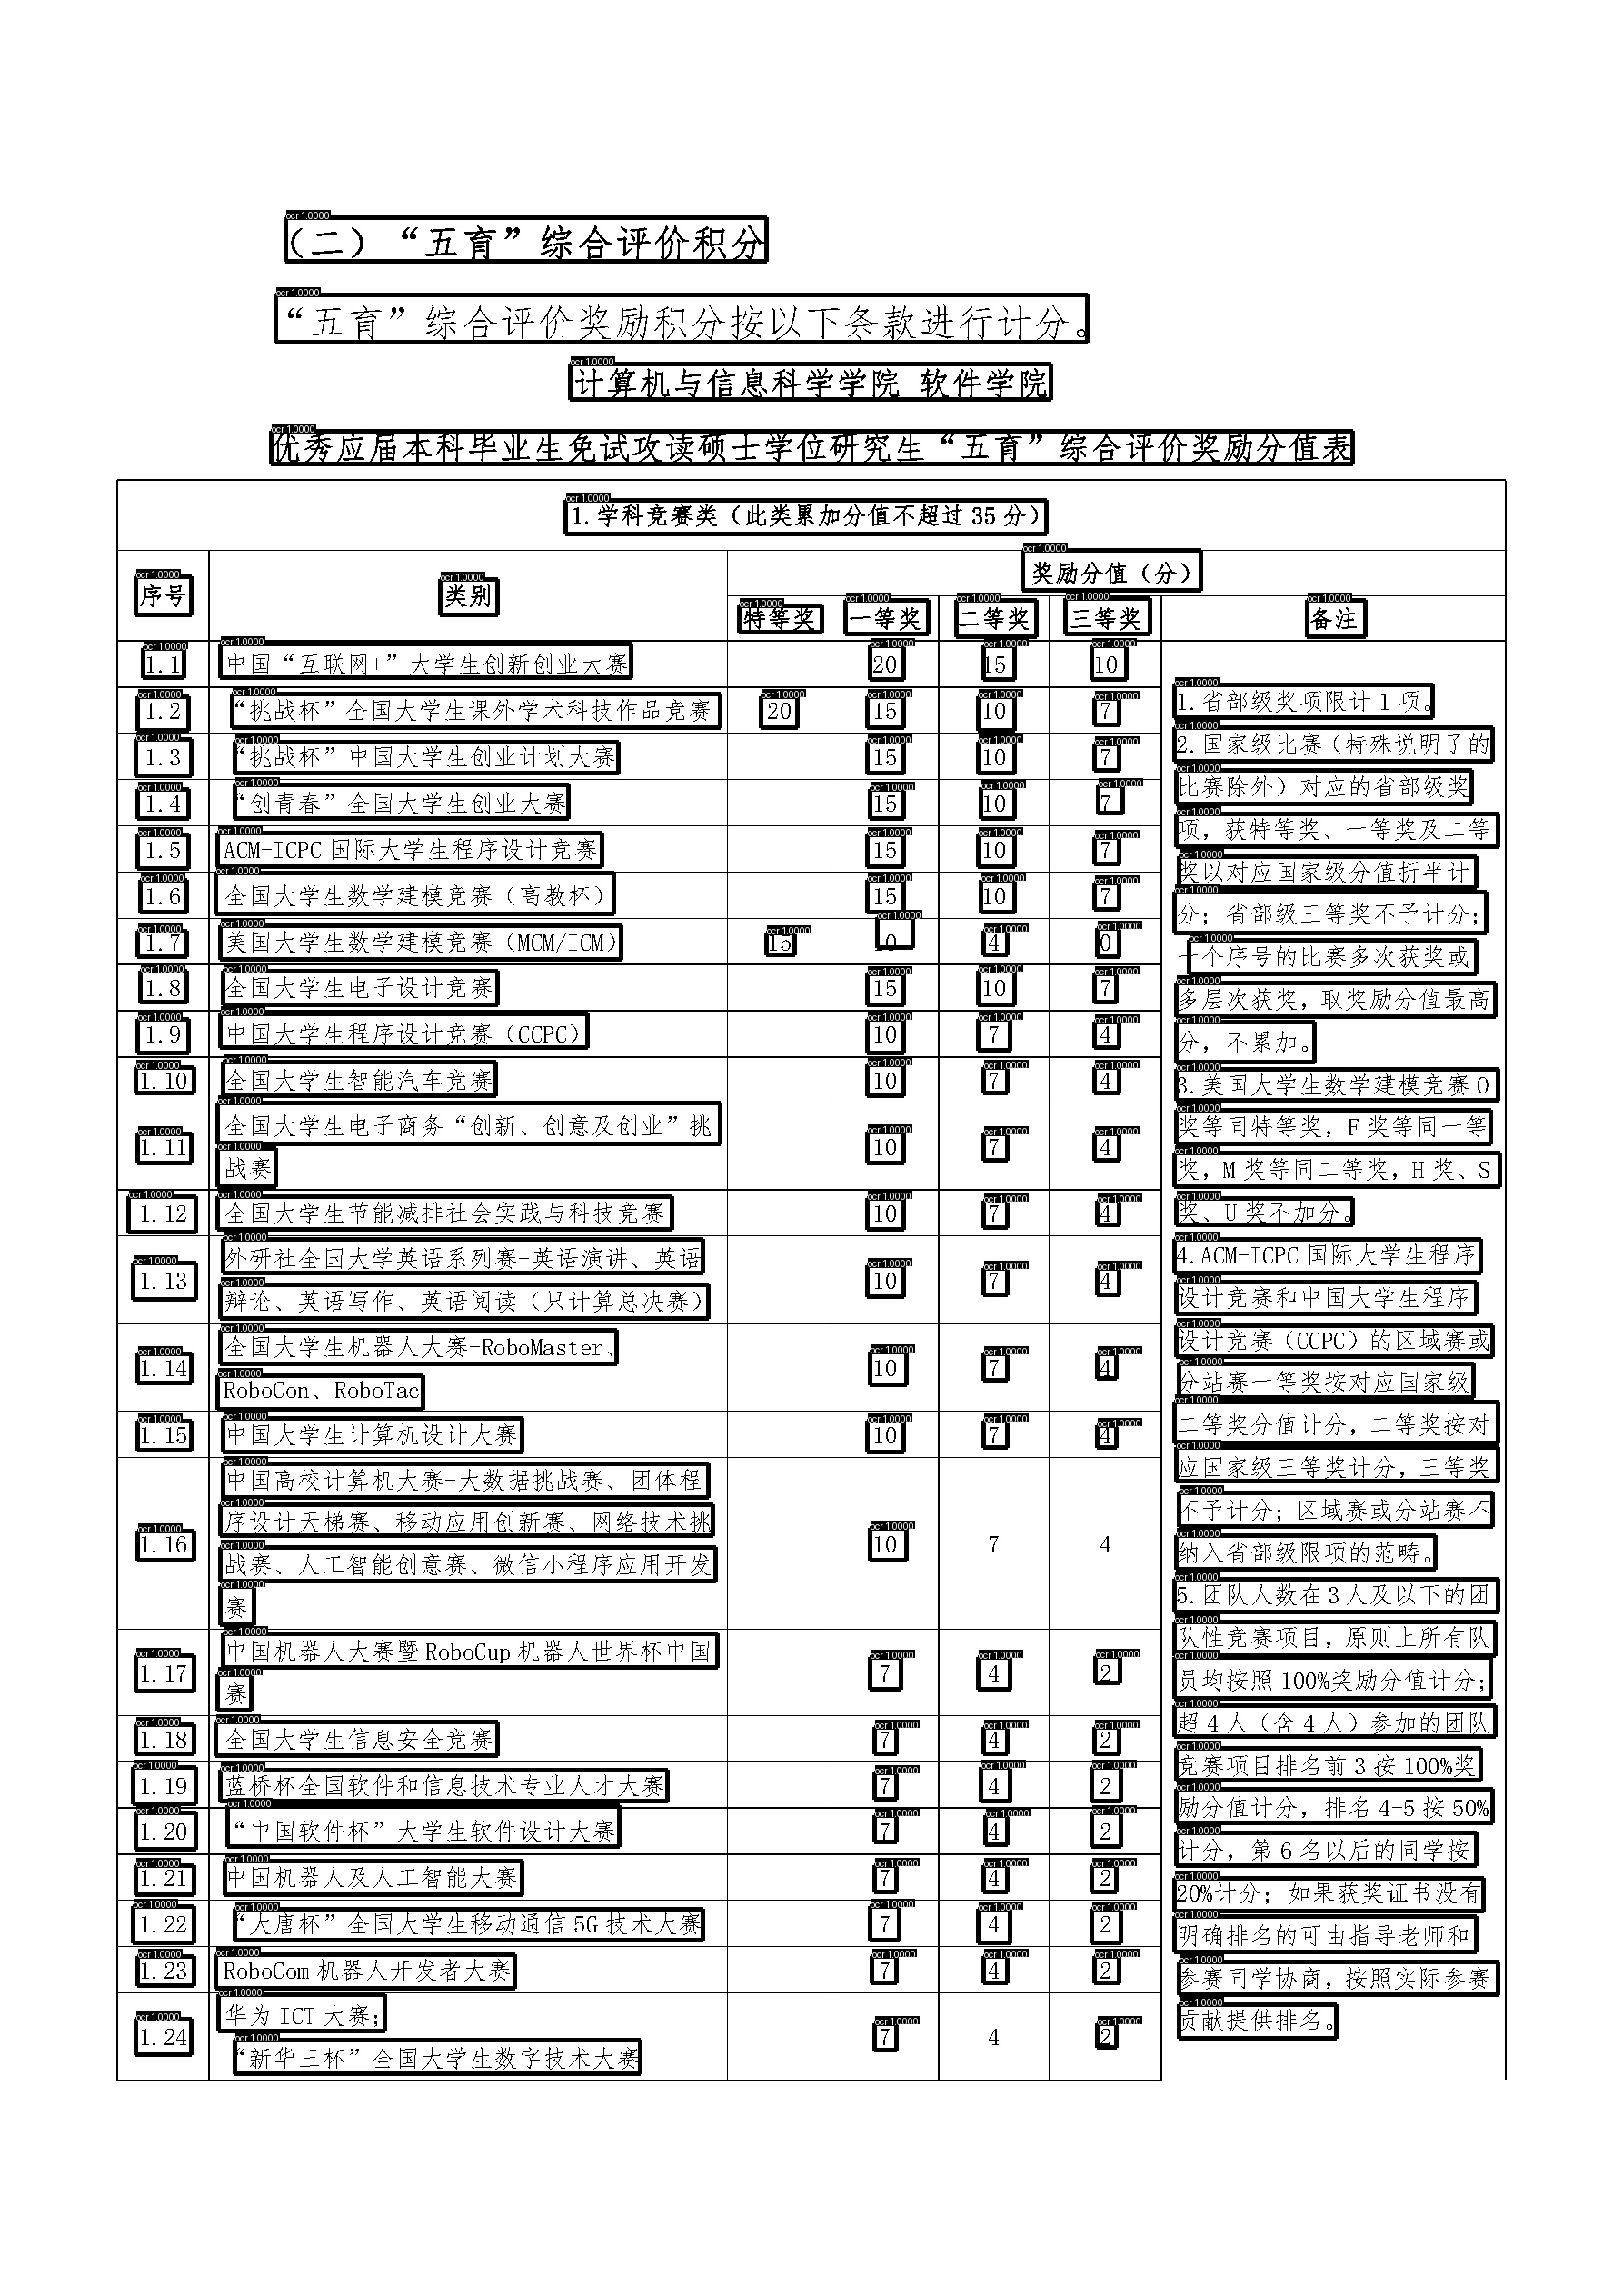 （二）“五育”综合评价积分
“五育”综合评价奖励积分按以下条款进行计分。
计算机与信息科学学院 软件学院
优秀应届本科毕业生免试攻读硕士学位研究生“五育”综合评价奖励分值表
1.学科竞赛类（此类累加分值不超过35分）
序号 类别 奖励分值（分）
特等奖 一等奖 二等奖 三等奖 备注
1.1 中国“互联网+”大学生创新创业大赛 20 15 10
1.2 “挑战杯”全国大学生课外学术科技作品竞赛 20 15 10 7
1.3 “挑战杯”中国大学生创业计划大赛 15 10 7
1.4 “创青春”全国大学生创业大赛 15 10 7
1.5 ACM-ICPC国际大学生程序设计竞赛 15 10 7
1.6 全国大学生数学建模竞赛（高教杯） 15 10 7
1.7 美国大学生数学建模竞赛（MCM/ICM） 15 4 0
1.8 全国大学生电子设计竞赛 15 10 7
1.9 中国大学生程序设计竞赛（CCPC） 10 7 4
1.10 全国大学生智能汽车竞赛 10 7 4
1.11 全国大学生电子商务“创新、创意及创业”挑
战赛 10 7 4
1.12 全国大学生节能减排社会实践与科技竞赛 10 7 4
1.13 外研社全国大学英语系列赛-英语演讲、英语
辩论、英语写作、英语阅读（只计算总决赛） 10 7 4
1.14 全国大学生机器人大赛-RoboMaster、
RoboCon、RoboTac 10 7 4
1.15 中国大学生计算机设计大赛 10 7 4
1.16 中国高校计算机大赛-大数据挑战赛、团体程
序设计天梯赛、移动应用创新赛、网络技术挑
战赛、人工智能创意赛、微信小程序应用开发
赛 10 7 4
1.17 中国机器人大赛暨RoboCup机器人世界杯中国
赛 7 4 2
1.18 全国大学生信息安全竞赛 7 4 2
1.19 蓝桥杯全国软件和信息技术专业人才大赛 7 4 2
1.20 “中国软件杯”大学生软件设计大赛 7 4 2
1.21 中国机器人及人工智能大赛 7 4 2
1.22 “大唐杯”全国大学生移动通信5G技术大赛 7 4 2
1.23 RoboCom机器人开发者大赛 7 4 2
1.24 华为ICT大赛；
“新华三杯”全国大学生数字技术大赛 7 4 2
1.省部级奖项限计1项。
2.国家级比赛（特殊说明了的
比赛除外）对应的省部级奖
项，获特等奖、一等奖及二等
奖以对应国家级分值折半计
分；省部级三等奖不予计分；
一个序号的比赛多次获奖或
多层次获奖，取奖励分值最高
分，不累加。
3.美国大学生数学建模竞赛O
奖等同特等奖，F奖等同一等
奖，M奖等同二等奖，H奖、S
奖、U奖不加分。
4.ACM-ICPC国际大学生程序
设计竞赛和中国大学生程序
设计竞赛（CCPC）的区域赛或
分站赛一等奖按对应国家级
二等奖分值计分，二等奖按对
应国家级三等奖计分，三等奖
不予计分；区域赛或分站赛不
纳入省部级限项的范畴。
5.团队人数在3人及以下的团
队性竞赛项目，原则上所有队
员均按照100%奖励分值计分；
超4人（含4人）参加的团队
竞赛项目排名前3按100%奖
励分值计分，排名4-5按50%
计分，第6名以后的同学按
20%计分；如果获奖证书没有
明确排名的可由指导老师和
参赛同学协商，按照实际参赛
贡献提供排名。